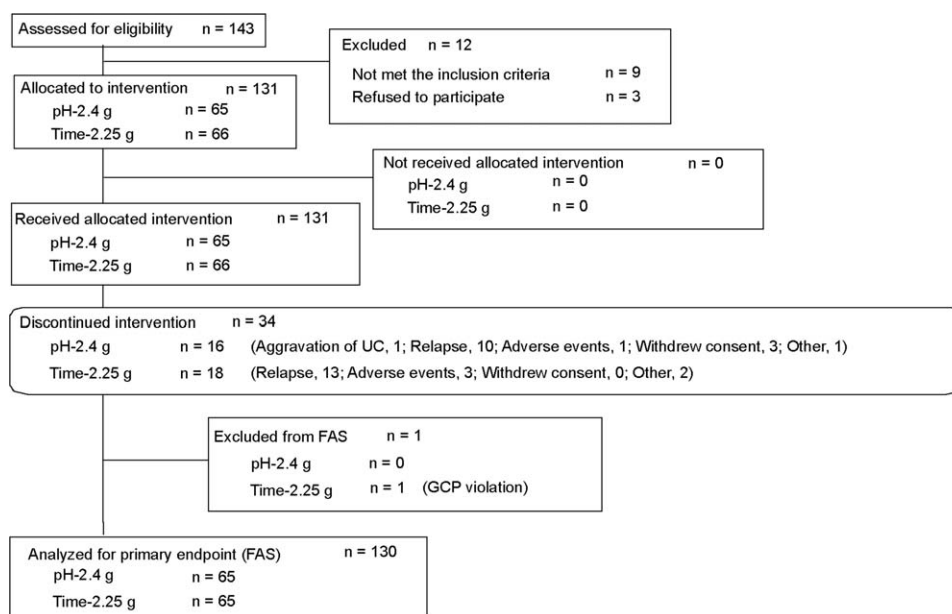 Assessed for eligibility n = 143
Excluded n = 12
Not met the inclusion criteria n = 9
Refused to participate n = 3
Allocated to intervention n = 131
pH-2.4 g n = 65
Time-2.25 g n = 66
Not received allocated intervention n = 0
pH-2.4 g n = 0
Time-2.25 g n = 0
Received allocated intervention n = 131
pH-2.4 g n = 65
Time-2.25 g n = 66
Discontinued intervention n = 34
pH-2.4 g n = 16 (Aggravation of UC, 1; Relapse, 10; Adverse events, 1; Withdrew consent, 3; Other, 1)
Time-2.25 g n = 18 (Relapse, 13; Adverse events, 3; Withdrew consent, 0; Other, 2)
Excluded from FAS n = 1
pH-2.4 g n = 0
Time-2.25 g n = 1 (GCP violation)
Analyzed for primary endpoint (FAS) n = 130
pH-2.4 g n = 65
Time-2.25 g n = 65